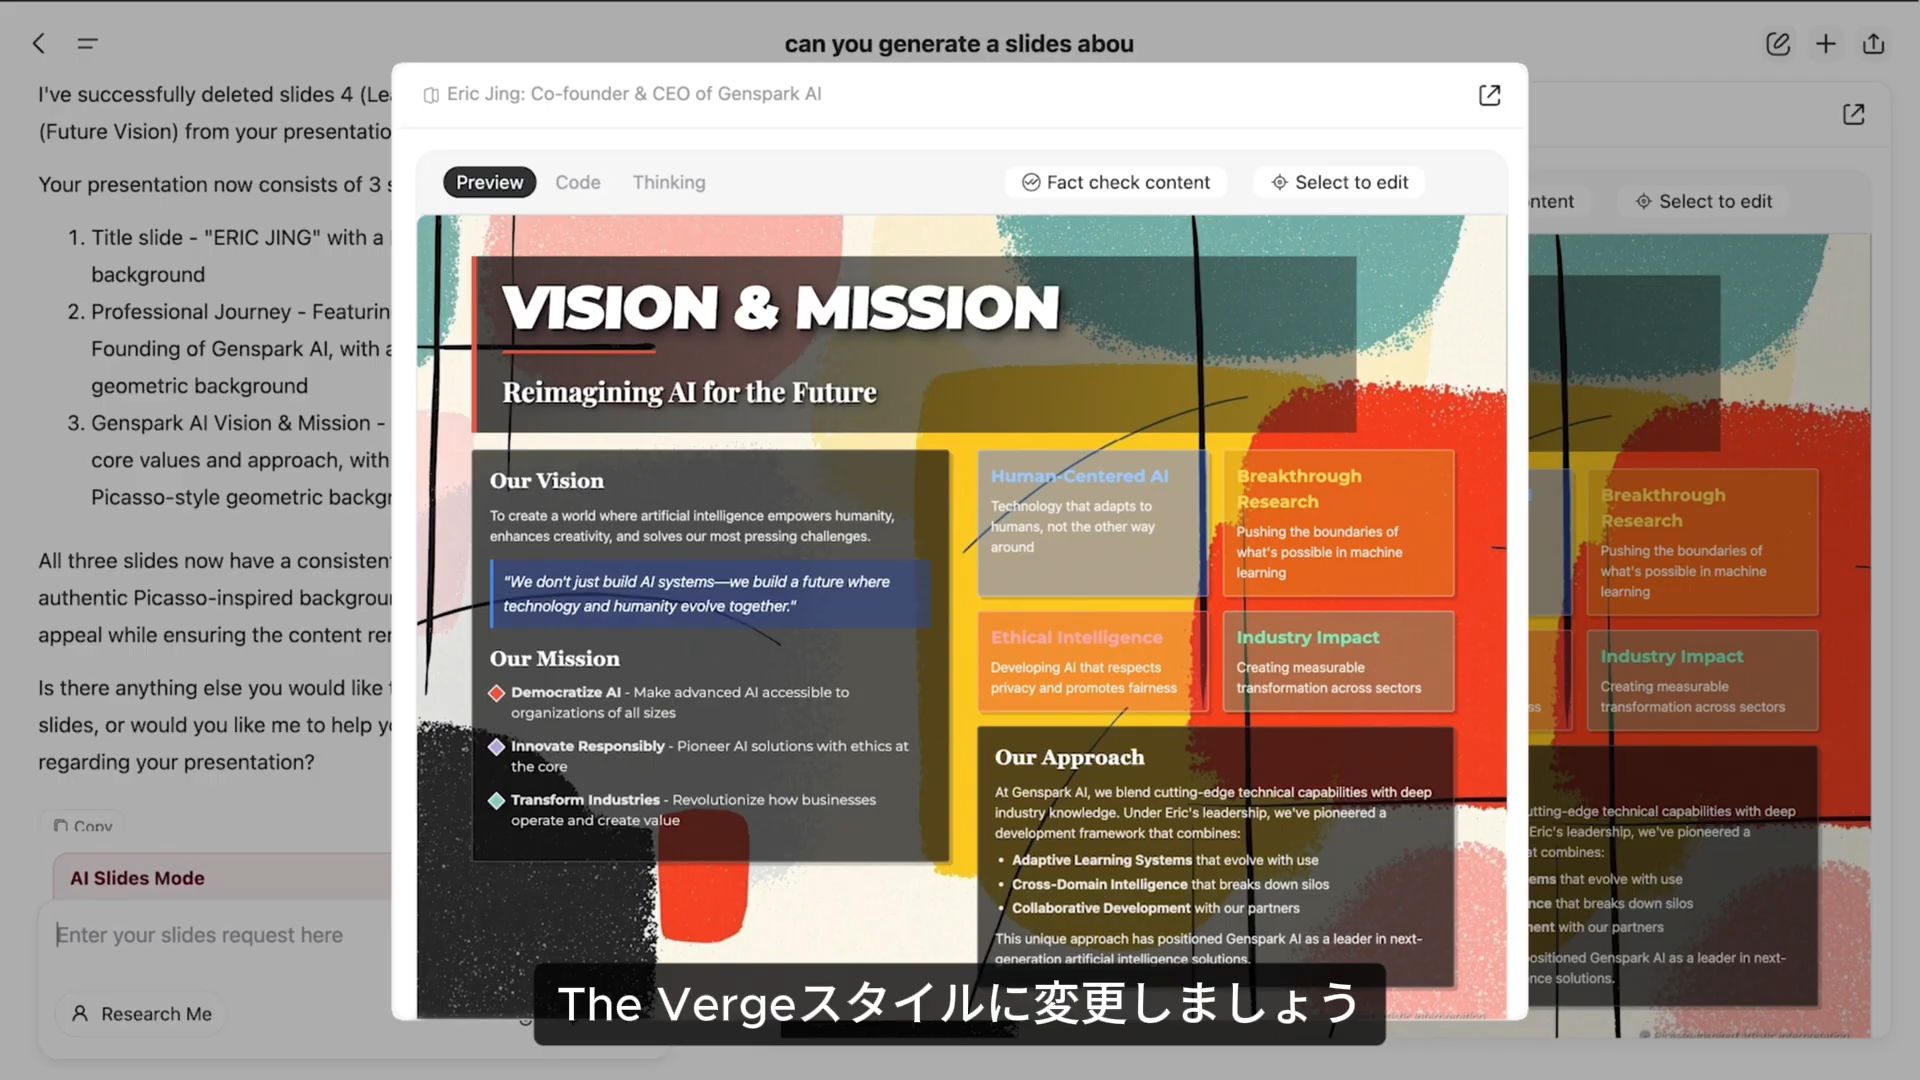 can you generate a slides abou
I've successfully deleted slides 4 (Le
(Future Vision) from your presentatio
Your presentation now consists of 3 s
1. Title slide - "ERIC JING" with a
background
2. Professional Journey - Featurin
Founding of Genspark AI, with a
geometric background
3. Genspark AI Vision & Mission -
core values and approach, with
Picasso-style geometric backgr
All three slides now have a consisten
authentic Picasso-inspired backgrou
appeal while ensuring the content re
Is there anything else you would like
slides, or would you like me to help y
regarding your presentation?
Copy
AI Slides Mode
Enter your slides request here
Research Me
Eric Jing: Co-founder & CEO of Genspark AI
Preview Code Thinking Fact check content Select to edit
VISION & MISSION
Reimagining AI for the Future
Our Vision
To create a world where artificial intelligence empowers humanity,
enhances creativity, and solves our most pressing challenges.
"We don't just build AI systems—we build a future where
technology and humanity evolve together."
Our Mission
Democratize AI - Make advanced AI accessible to
organizations of all sizes
Innovate Responsibly - Pioneer AI solutions with ethics at
the core
Transform Industries - Revolutionize how businesses
operate and create value
Human-Centered AI
Technology that adapts to
humans, not the other way
around
Breakthrough
Research
Pushing the boundaries of
what's possible in machine
learning
Ethical Intelligence
Developing AI that respects
privacy and promotes fairness
Industry Impact
Creating measurable
transformation across sectors
Our Approach
At Genspark AI, we blend cutting-edge technical capabilities with deep
industry knowledge. Under Eric's leadership, we've pioneered a
development framework that combines:
• Adaptive Learning Systems that evolve with use
• Cross-Domain Intelligence that breaks down silos
• Collaborative Development with our partners
This unique approach has positioned Genspark AI as a leader in next-
generation artificial intelligence solutions.
The Vergeスタイルに変更しましょう
ntent Select to edit
Breakthrough
Research
Pushing the boundaries of
what's possible in machine
learning
Industry Impact
Creating measurable
transformation across sectors
ss
utting-edge technical capabilities with deep
Eric's leadership, we've pioneered a
at combines:
ems that evolve with use
nce that breaks down silos
ment with our partners
ositioned Genspark AI as a leader in next-
nce solutions.